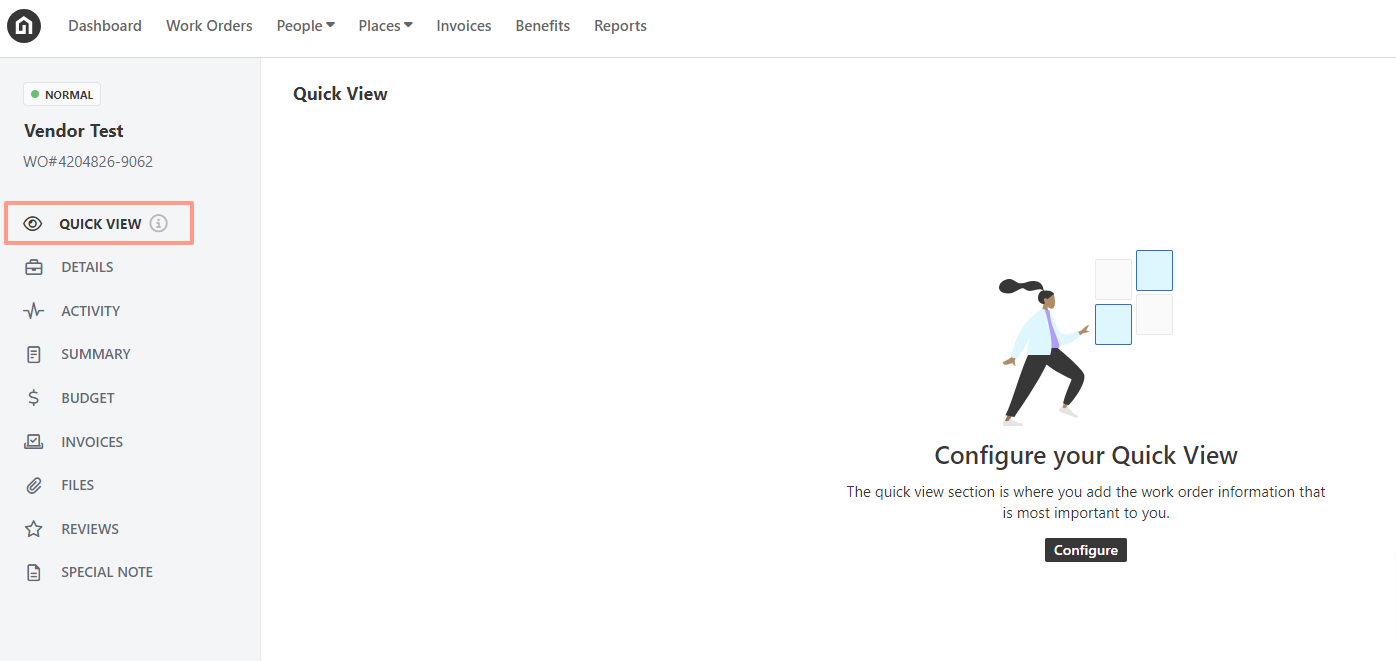 Dashboard Work Orders People Places Invoices Benefits Reports
NORMAL
Vendor Test
WO#4204826-9062
QUICK VIEW
DETAILS
ACTIVITY
SUMMARY
BUDGET
INVOICES
FILES
REVIEWS
SPECIAL NOTE
Quick View
Configure your Quick View
The quick view section is where you add the work order information that
is most important to you.
Configure